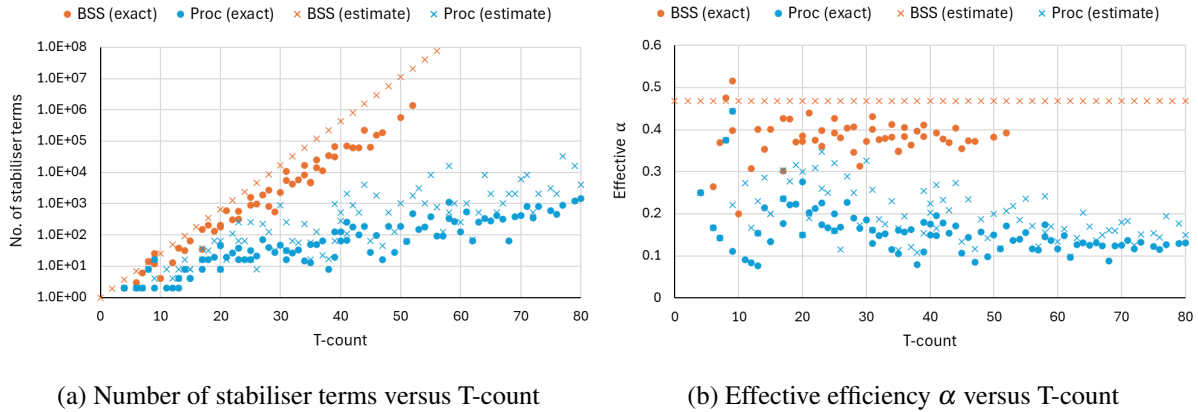 BSS (exact) Proc (exact) BSS (estimate) Proc (estimate)
1.0E+08
1.0E+07
1.0E+06
1.0E+05
1.0E+04
1.0E+03
1.0E+02
1.0E+01
1.0E+00
No. of stabiliser terms
0 10 20 30 40 50 60 70 80
T-count
(a) Number of stabiliser terms versus T-count
BSS (exact) Proc (exact) BSS (estimate) Proc (estimate)
0.6
0.5
0.4
0.3
0.2
0.1
0
Effective α
0 10 20 30 40 50 60 70 80
T-count
(b) Effective efficiency α versus T-count